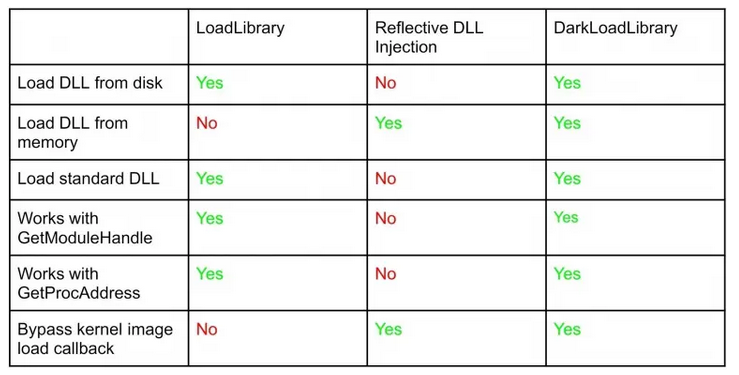 LoadLibrary Reflective DLL DarkLoadLibrary
Injection
Load DLL from disk Yes No Yes
Load DLL from No Yes Yes
memory
Load standard DLL Yes No Yes
Works with Yes No Yes
GetModuleHandle
Works with Yes No Yes
GetProcAddress
Bypass kernel image No Yes Yes
load callback